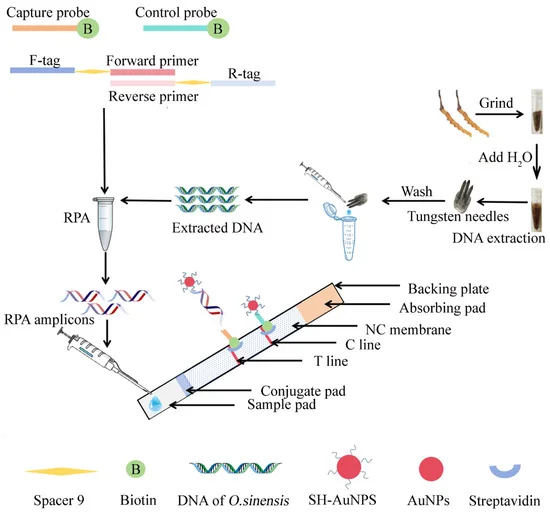 Capture probe
Control probe
B
B
F-tag
Forward primer
R-tag
Reverse primer
Grind
Add H2O
Wash
Tungsten needles
DNA extraction
Extracted DNA
RPA
RPA amplicons
Backing plate
Absorbing pad
NC membrane
C line
T line
Conjugate pad
Sample pad
B
B
B
Spacer 9
Biotin
DNA of O.sinensis
SH-AuNPS
AuNPs
Streptavidin